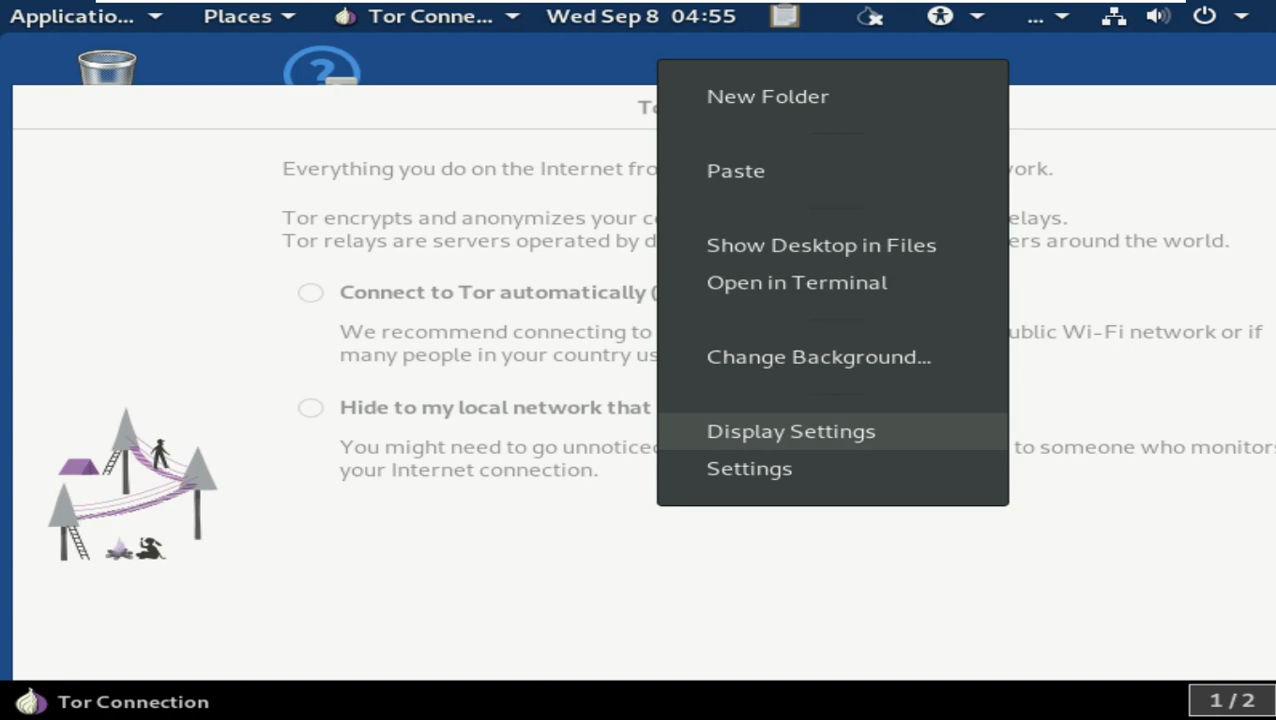 Applicatio... Places Tor Conne... Wed Sep 8 04:55 ...
New Folder
Paste
Show Desktop in Files
Open in Terminal
Change Background...
Display Settings
Settings
To
Everything you do on the Internet fro ork.
Tor encrypts and anonymizes your c elays.
Tor relays are servers operated by d ers around the world.
Connect to Tor automatically (
We recommend connecting to ublic Wi-Fi network or if
many people in your country us
Hide to my local network that
You might need to go unnoticed to someone who monitors
your Internet connection.
Tor Connection 1 / 2